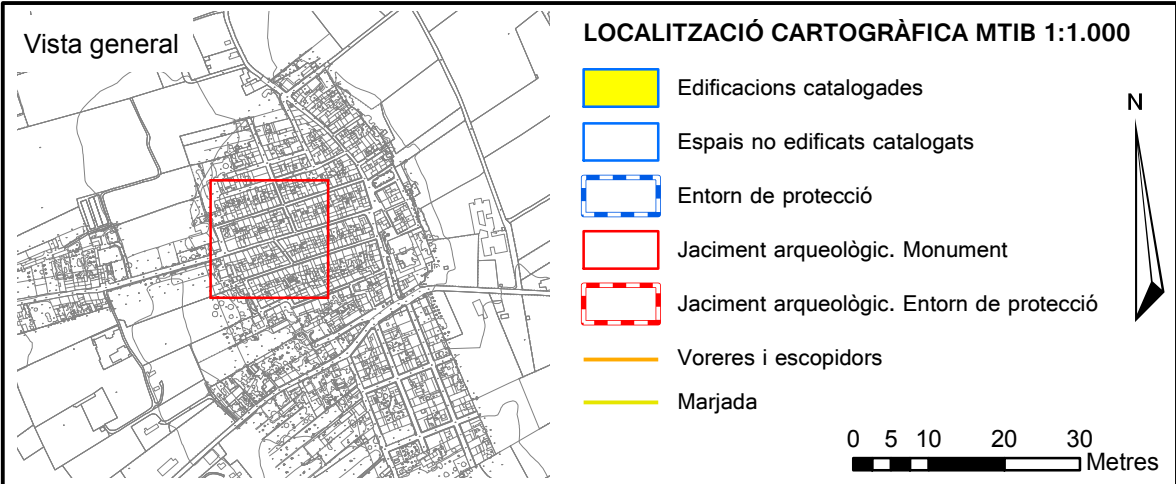 Vista general
LOCALITZACIÓ CARTOGRÀFICA MTIB 1:1.000
Edificacions catalogades
Espais no edificats catalogats
Entorn de protecció
Jaciment arqueològic. Monument
Jaciment arqueològic. Entorn de protecció
Voreres i escopidors
Marjada
N
0 5 10 20 30
Metres